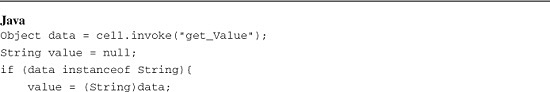 Java
Object data = cell.invoke("get_Value");
String value = null;
if (data instanceof String){
    value = (String)data;